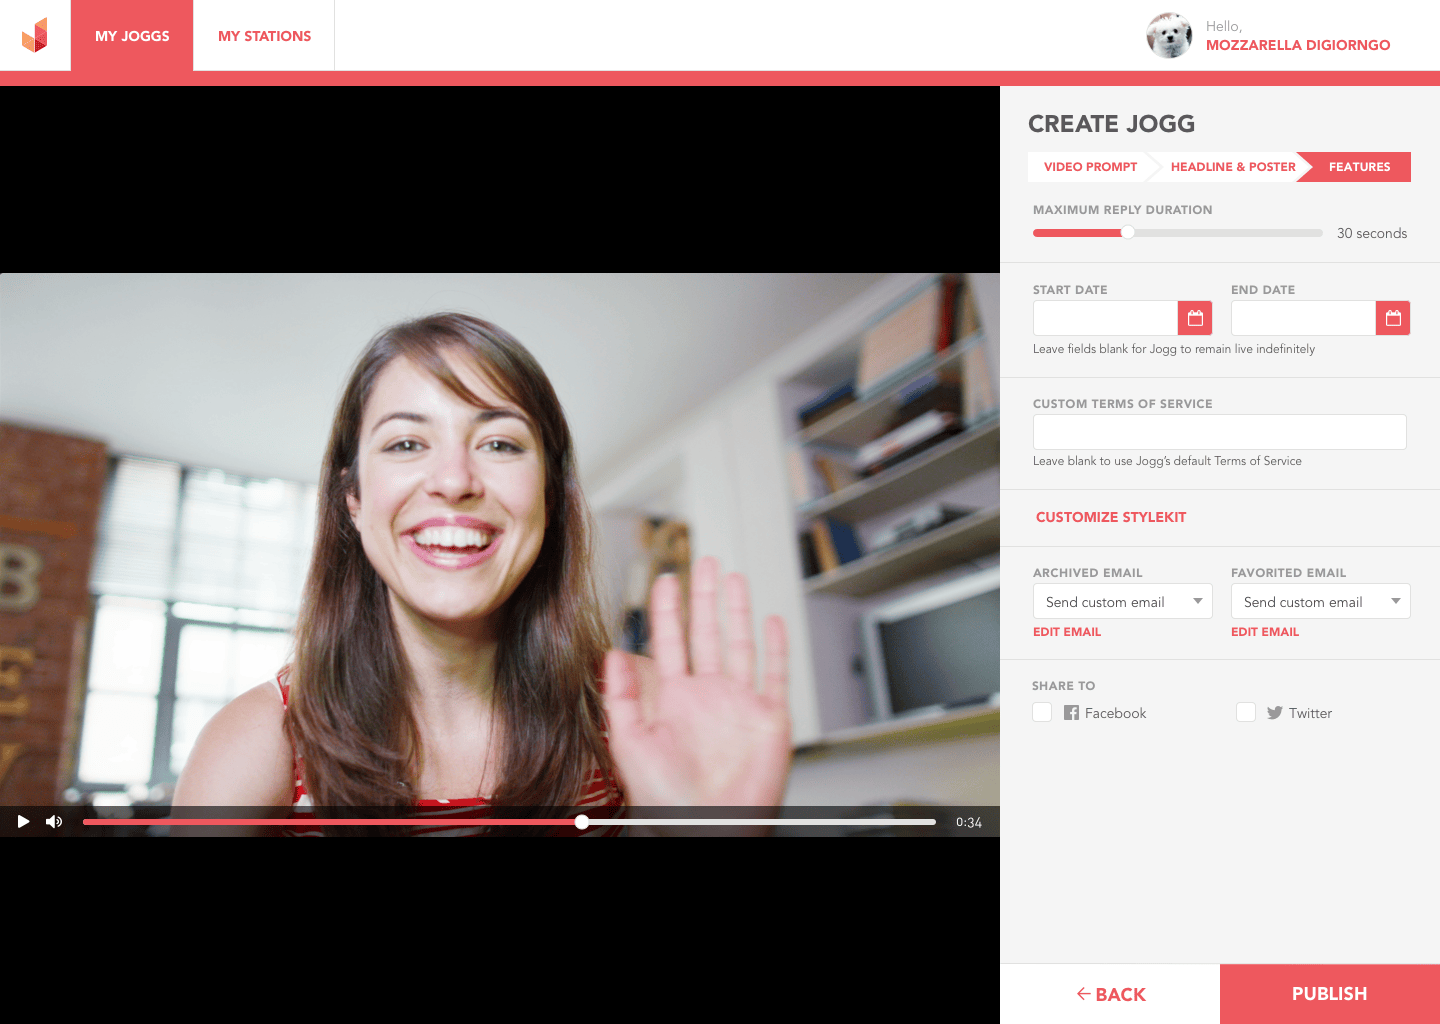 MY JOGGS
MY STATIONS
Hello,
MOZZARELLA DIGIORNGO
CREATE JOGG
VIDEO PROMPT
HEADLINE & POSTER
FEATURES
MAXIMUM REPLY DURATION
30 seconds
START DATE
END DATE
Leave fields blank for Jogg to remain live indefinitely
CUSTOM TERMS OF SERVICE
Leave blank to use Jogg's default Terms of Service
CUSTOMIZE STYLEKIT
ARCHIVED EMAIL
FAVORITED EMAIL
Send custom email
Send custom email
EDIT EMAIL
EDIT EMAIL
SHARE TO
Facebook
Twitter
0:34
BACK
PUBLISH